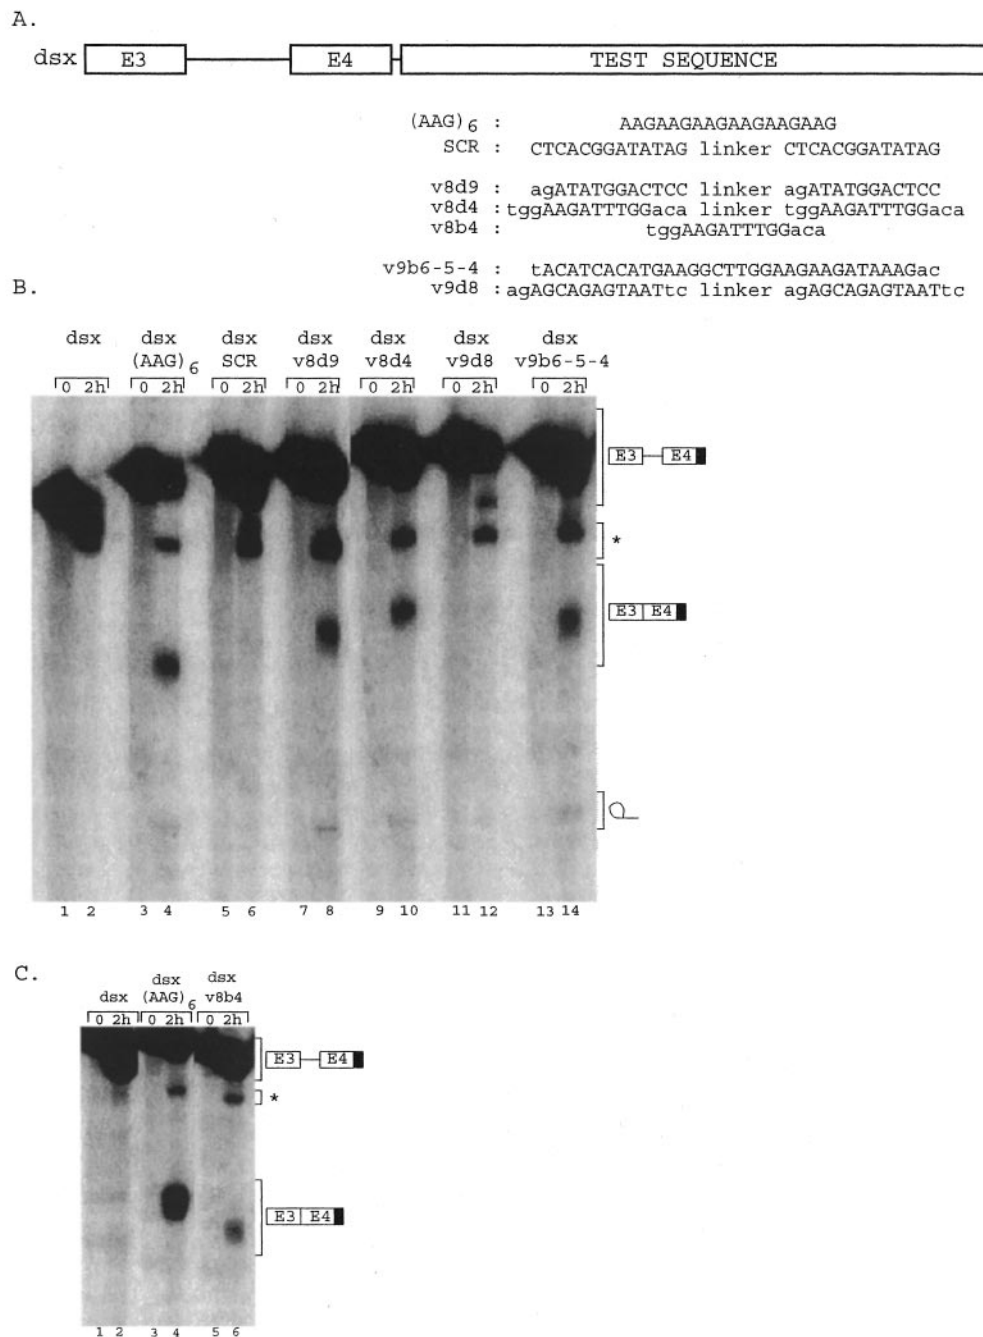 A.
dsx E3 E4 TEST SEQUENCE
(AAG)6 : AAGAAGAAGAAGAAGAAG
SCR : CTCACGGATATAG linker CTCACGGATATAG
v8d9 : agATATGGACTCC linker agATATGGACTCC
v8d4 : tggAAGATTTGGaca linker tggAAGATTTGGaca
v8b4 : tggAAGATTTGGaca
v9b6-5-4 : tACATCACATGAAGGCTTGGAAGAAGATAAAGac
v9d8 : agAGCAGAGTAATtc linker agAGCAGAGTAATtc
B.
dsx dsx dsx dsx dsx dsx dsx
(AAG)6 SCR v8d9 v8d4 v9d8 v9b6-5-4
0 2h 0 2h 0 2h 0 2h 0 2h 0 2h 0 2h
E3 E4
*
E3 E4
1 2 3 4 5 6 7 8 9 10 11 12 13 14
C.
dsx dsx
dsx (AAG)6 v8b4
0 2h 0 2h 0 2h
E3 E4
*
E3 E4
1 2 3 4 5 6